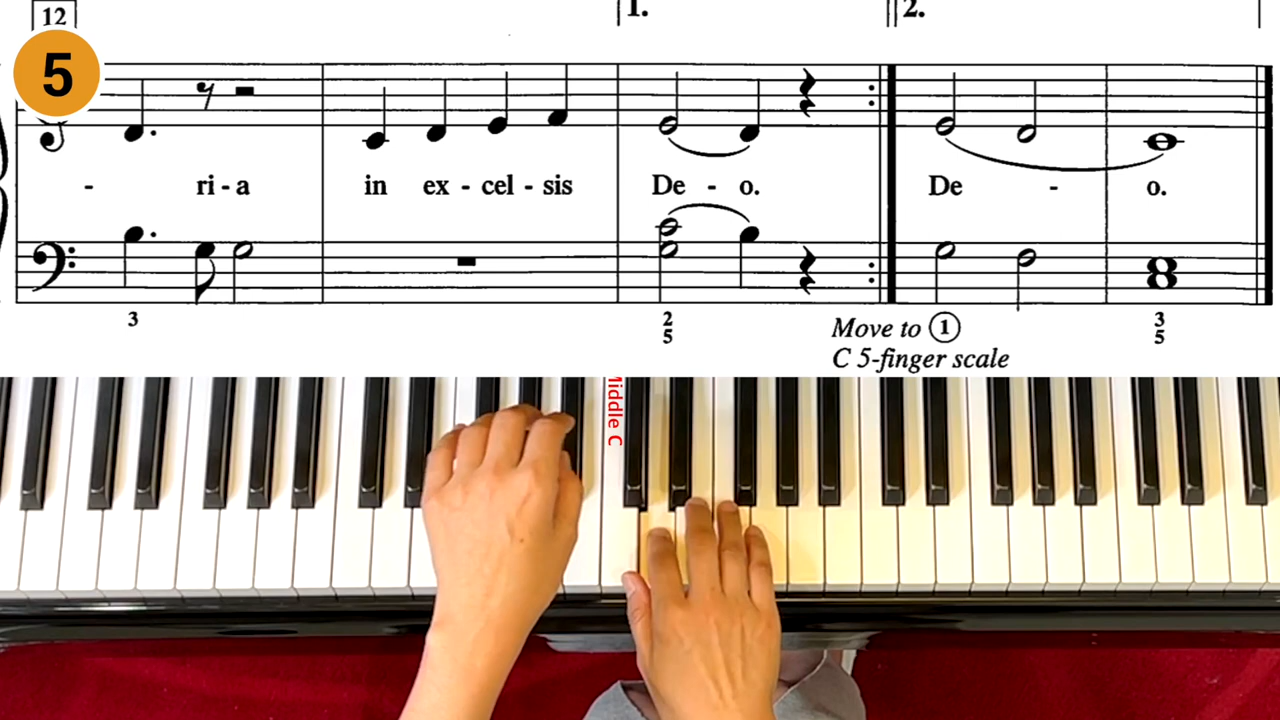 12
1.
2.
5
- ri - a in ex - cel - sis De - o. De - o.
3
2
5
3
5
Move to 1
C 5-finger scale
Middle C